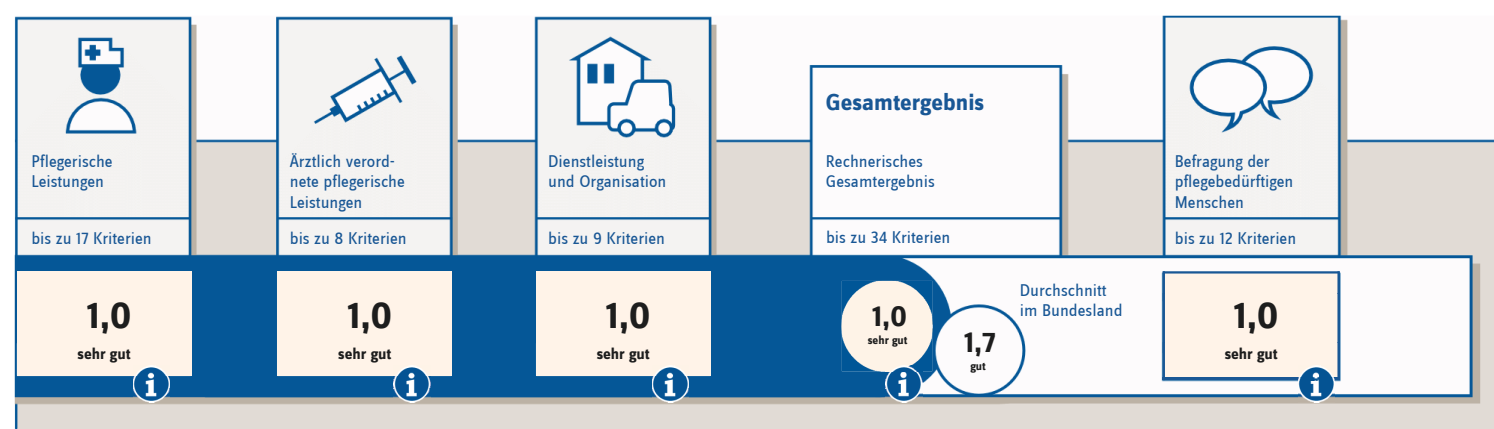 Pflegerische
Leistungen
bis zu 17 Kriterien
1,0
sehr gut
i
Ärztlich verord-
nete pflegerische
Leistungen
bis zu 8 Kriterien
1,0
sehr gut
i
Dienstleistung
und Organisation
bis zu 9 Kriterien
1,0
sehr gut
i
Gesamtergebnis
Rechnerisches
Gesamtergebnis
bis zu 34 Kriterien
1,0
sehr gut
i
Durchschnitt
im Bundesland
1,7
gut
Befragung der
pflegebedürftigen
Menschen
bis zu 12 Kriterien
1,0
sehr gut
i